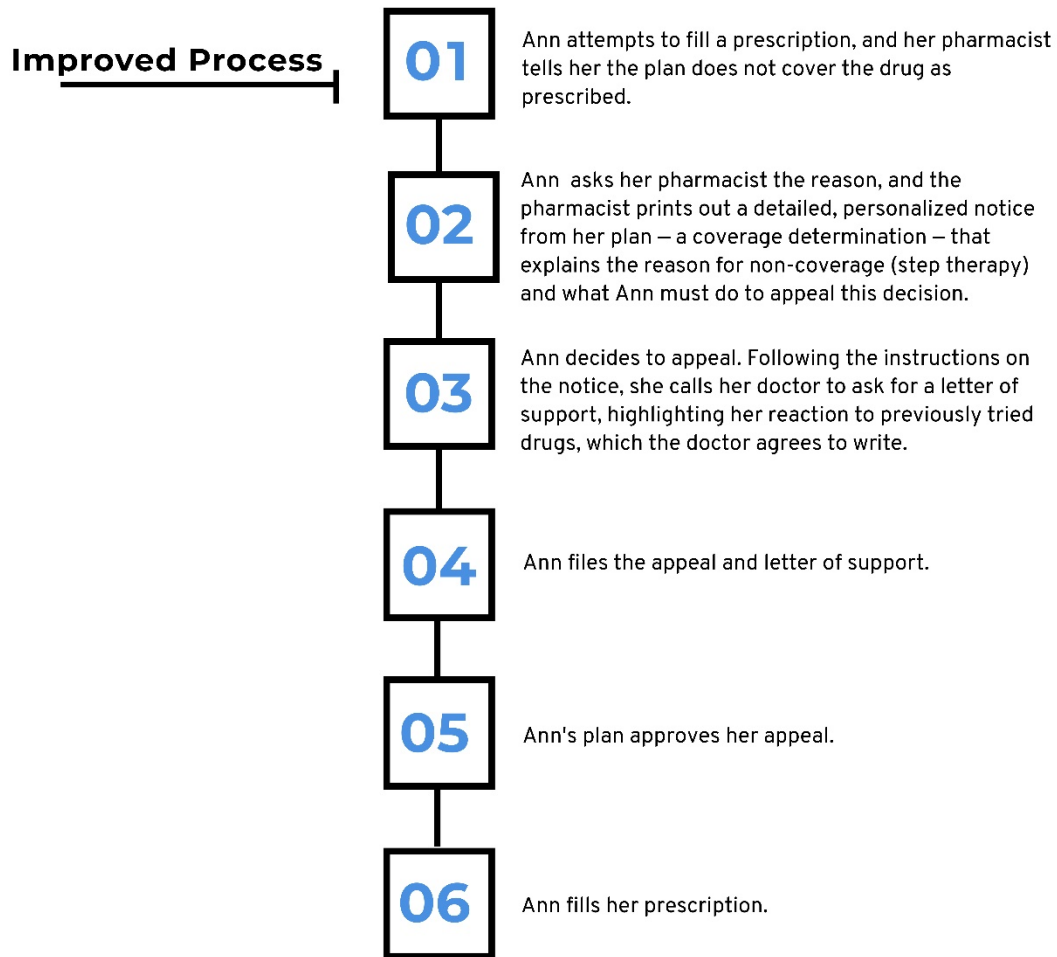 Improved Process
01
Ann attempts to fill a prescription, and her pharmacist
tells her the plan does not cover the drug as
prescribed.
02
Ann asks her pharmacist the reason, and the
pharmacist prints out a detailed, personalized notice
from her plan – a coverage determination – that
explains the reason for non-coverage (step therapy)
and what Ann must do to appeal this decision.
03
Ann decides to appeal. Following the instructions on
the notice, she calls her doctor to ask for a letter of
support, highlighting her reaction to previously tried
drugs, which the doctor agrees to write.
04
Ann files the appeal and letter of support.
05
Ann's plan approves her appeal.
06
Ann fills her prescription.